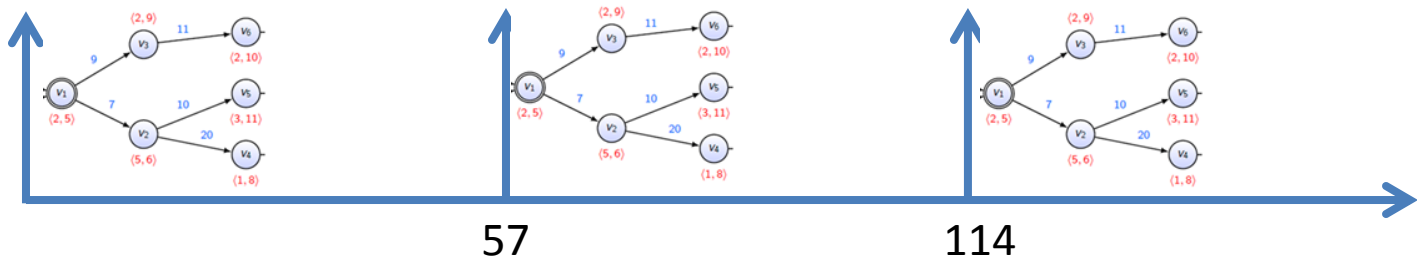 ⟨2, 9⟩
v3
11
v6
⟨2, 10⟩
9
v1
⟨2, 5⟩
7
v2
⟨5, 6⟩
10
v5
⟨3, 11⟩
20
v4
⟨1, 8⟩
⟨2, 9⟩
v3
11
v6
⟨2, 10⟩
9
v1
⟨2, 5⟩
7
v2
⟨5, 6⟩
10
v5
⟨3, 11⟩
20
v4
⟨1, 8⟩
⟨2, 9⟩
v3
11
v6
⟨2, 10⟩
9
v1
⟨2, 5⟩
7
v2
⟨5, 6⟩
10
v5
⟨3, 11⟩
20
v4
⟨1, 8⟩
57
114